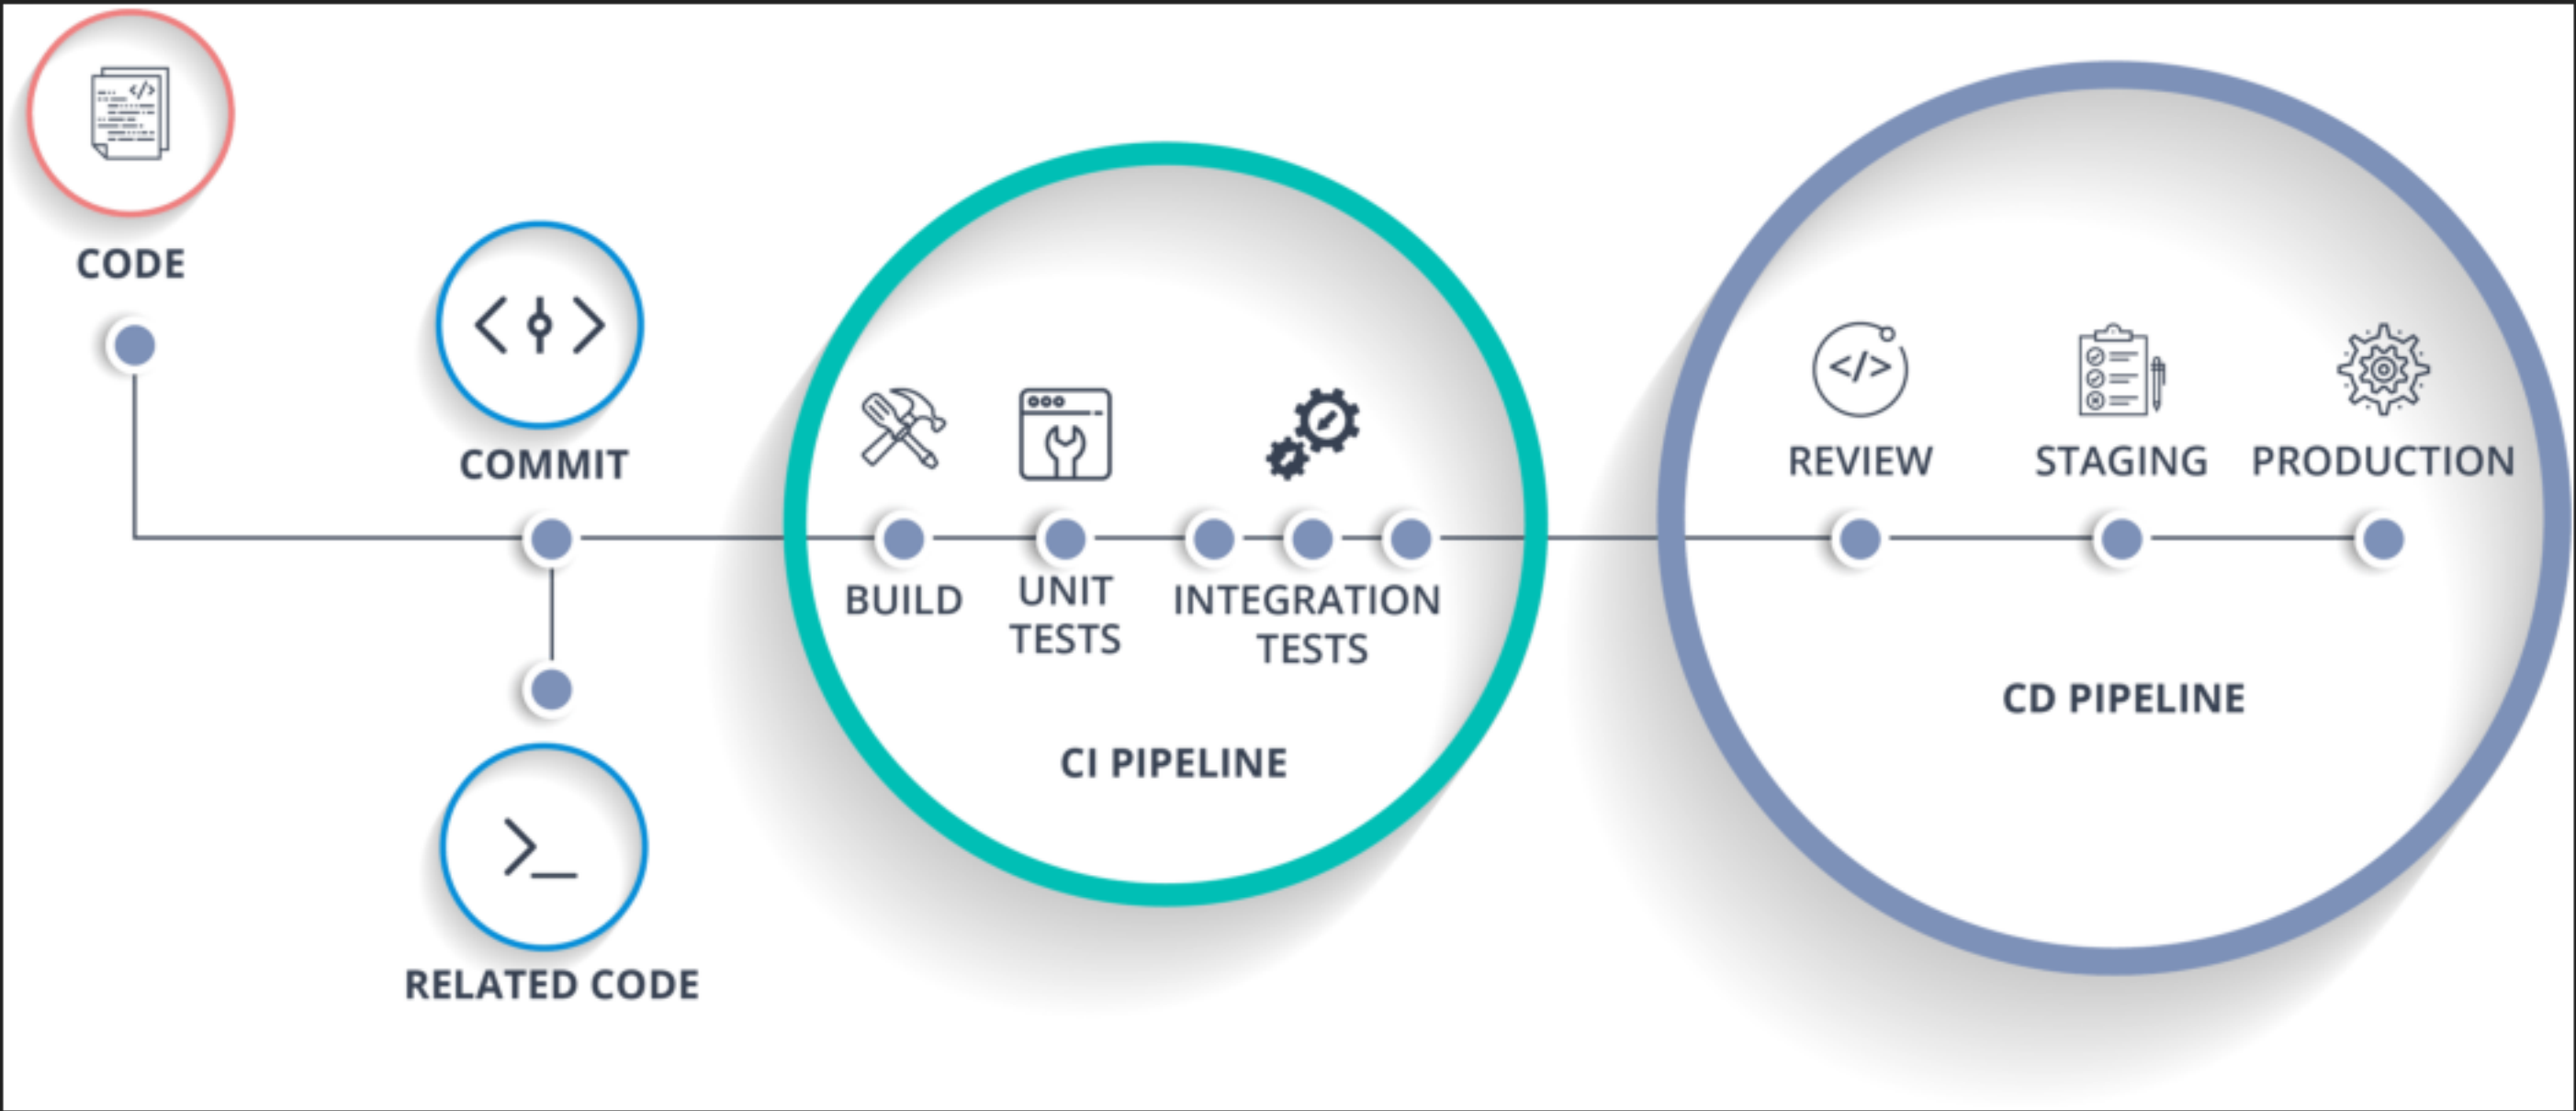 CODE
COMMIT
RELATED CODE
BUILD
UNIT
TESTS
INTEGRATION
TESTS
CI PIPELINE
REVIEW
STAGING
PRODUCTION
CD PIPELINE